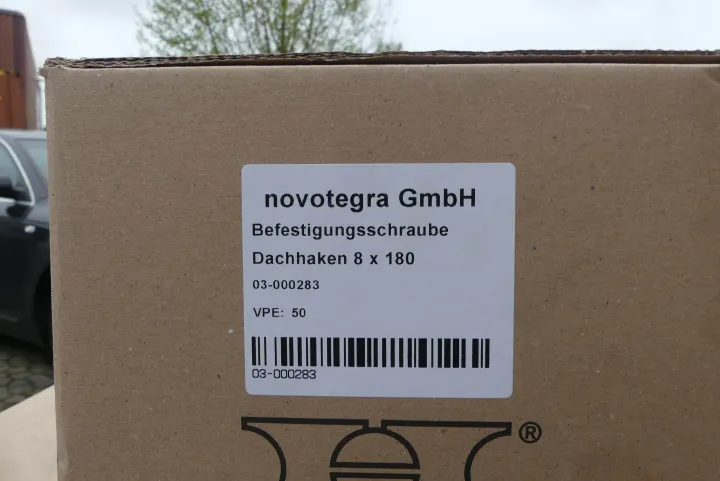 novotegra GmbH
Befestigungsschraube
Dachhaken 8 x 180
03-000283
VPE: 50
03-000283
®